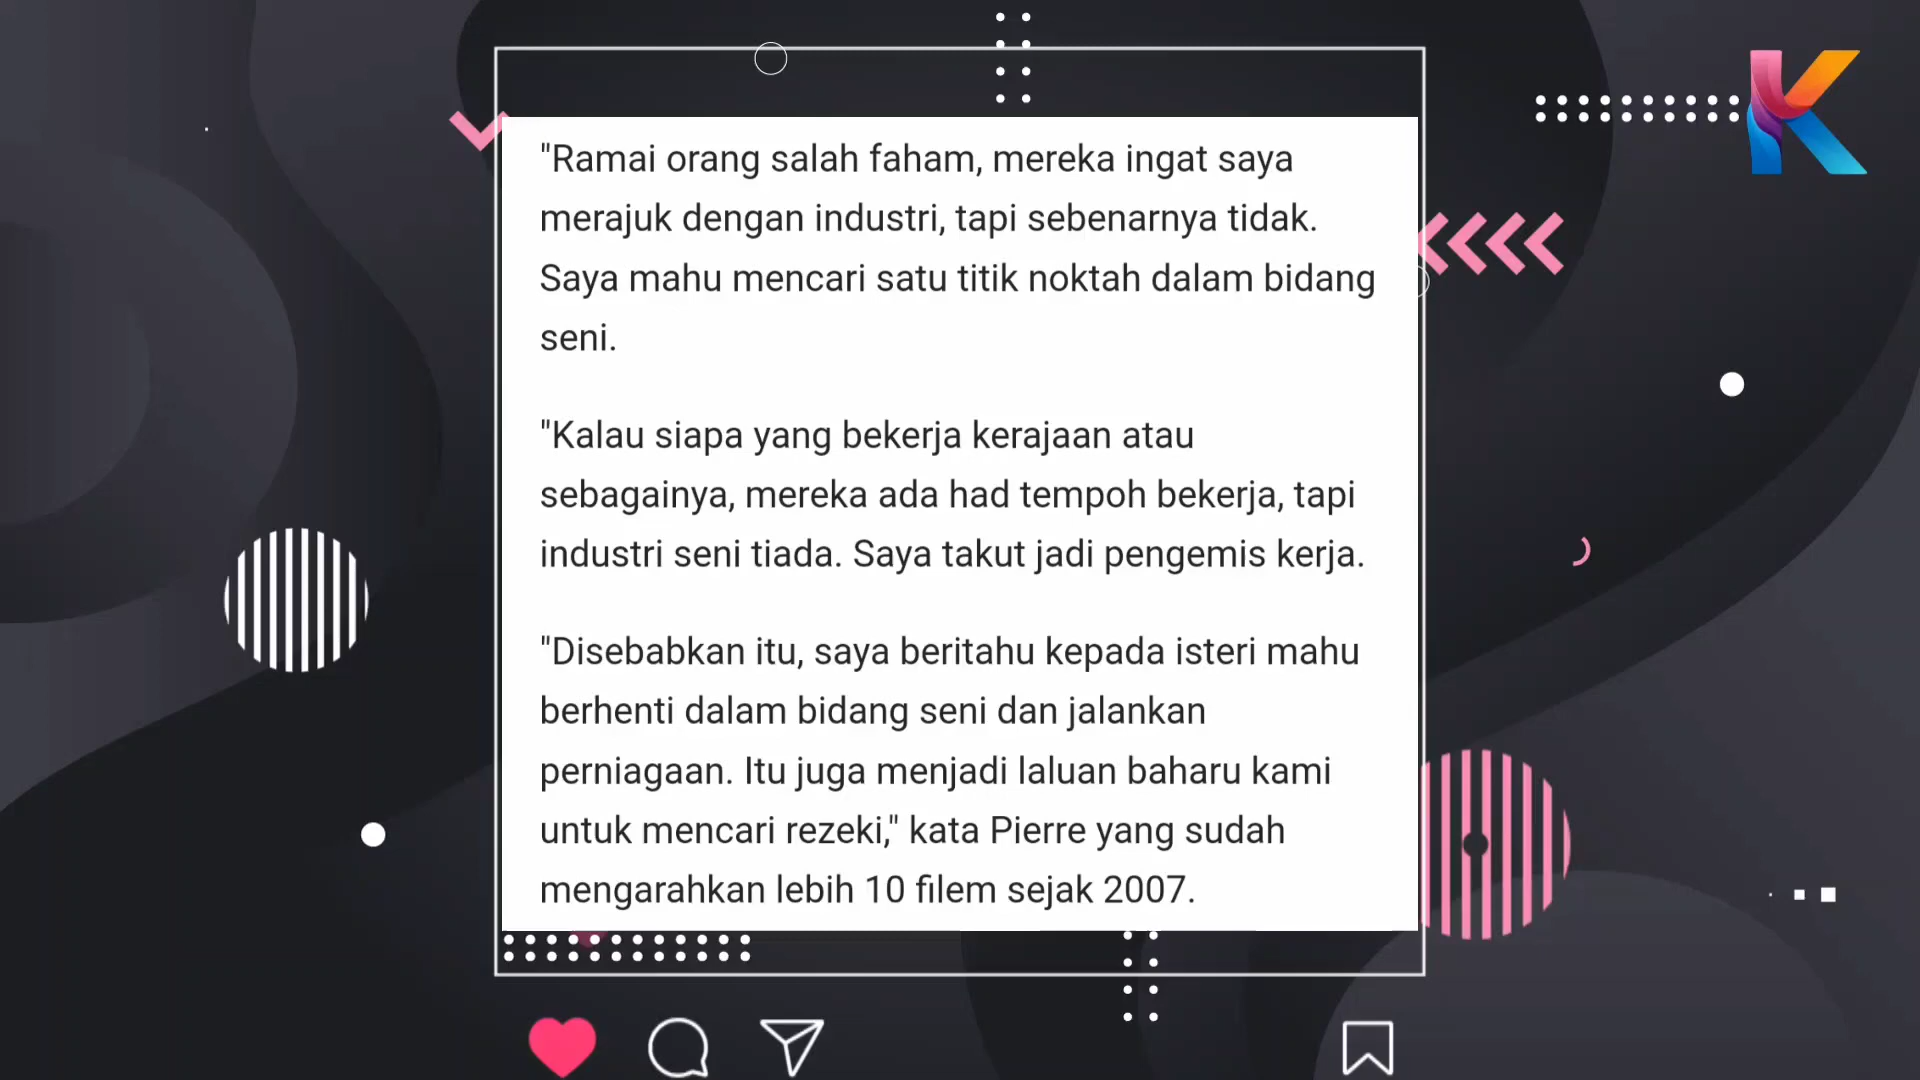 "Ramai orang salah faham, mereka ingat saya
merajuk dengan industri, tapi sebenarnya tidak.
Saya mahu mencari satu titik noktah dalam bidang
seni.
"Kalau siapa yang bekerja kerajaan atau
sebagainya, mereka ada had tempoh bekerja, tapi
industri seni tiada. Saya takut jadi pengemis kerja.
"Disebabkan itu, saya beritahu kepada isteri mahu
berhenti dalam bidang seni dan jalankan
perniagaan. Itu juga menjadi laluan baharu kami
untuk mencari rezeki," kata Pierre yang sudah
mengarahkan lebih 10 filem sejak 2007.
K